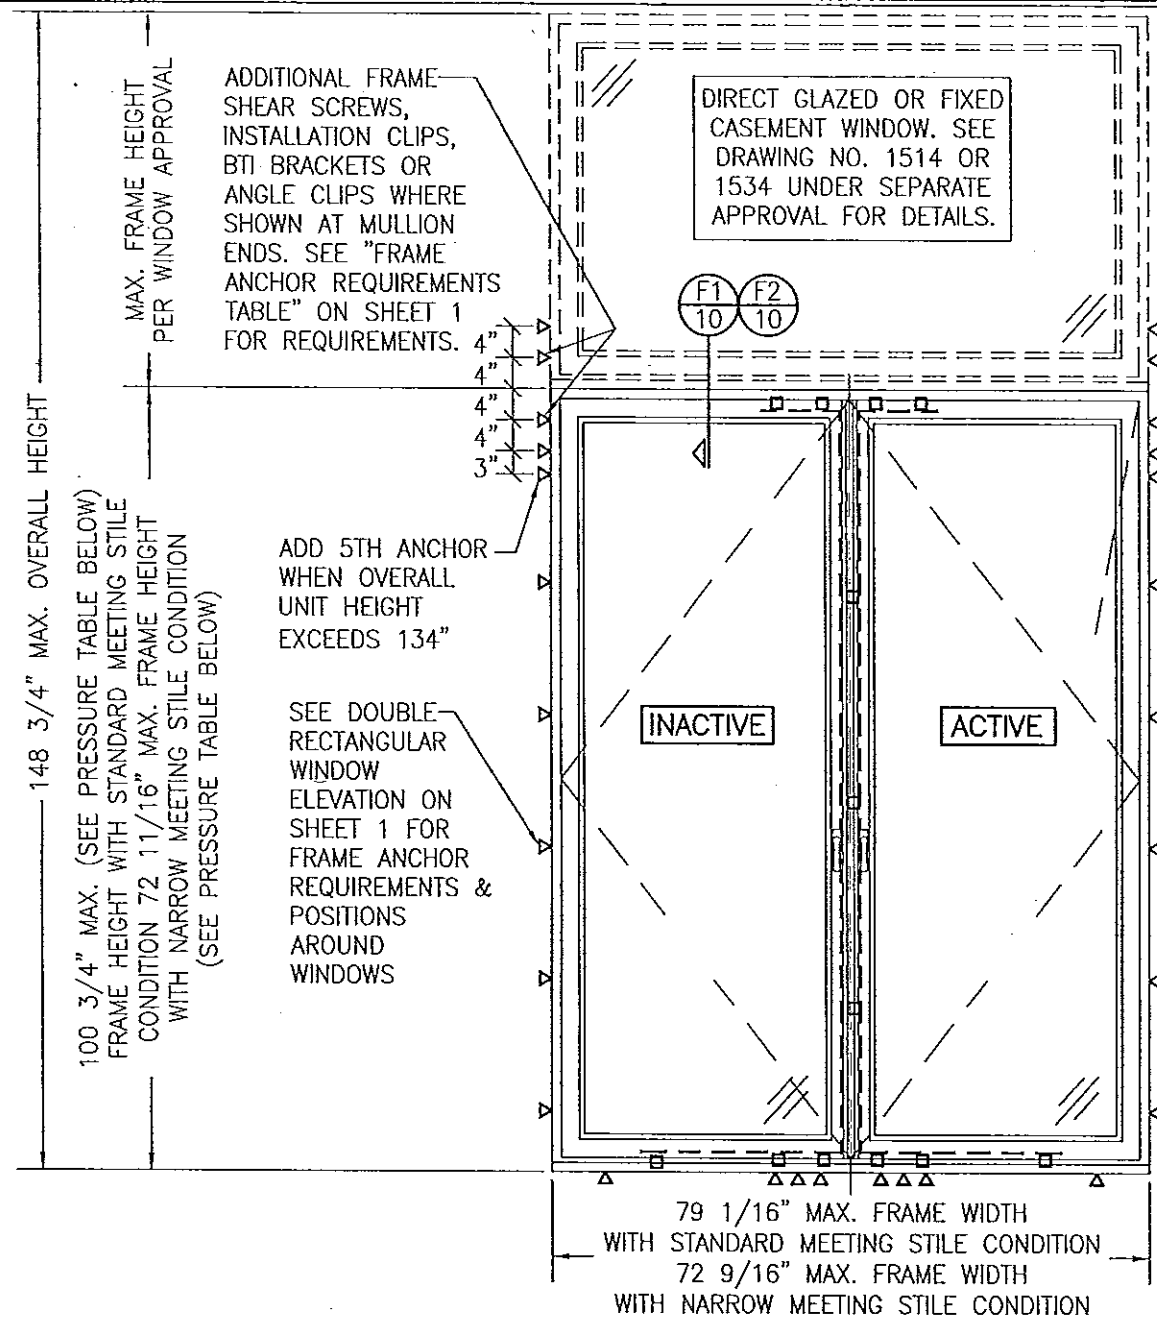 148 3/4" MAX. OVERALL HEIGHT
MAX. FRAME HEIGHT
PER WINDOW APPROVAL
100 3/4" MAX. (SEE PRESSURE TABLE BELOW)
FRAME HEIGHT WITH STANDARD MEETING STILE
CONDITION 72 11/16" MAX. FRAME HEIGHT
WITH NARROW MEETING STILE CONDITION
(SEE PRESSURE TABLE BELOW)
ADDITIONAL FRAME
SHEAR SCREWS,
INSTALLATION CLIPS,
BTI BRACKETS OR
ANGLE CLIPS WHERE
SHOWN AT MULLION
ENDS. SEE "FRAME
ANCHOR REQUIREMENTS
TABLE" ON SHEET 1
FOR REQUIREMENTS.
4"
4"
4"
4"
3"
DIRECT GLAZED OR FIXED
CASEMENT WINDOW. SEE
DRAWING NO. 1514 OR
1534 UNDER SEPARATE
APPROVAL FOR DETAILS.
F1 F2
10 10
ADD 5TH ANCHOR
WHEN OVERALL
UNIT HEIGHT
EXCEEDS 134"
SEE DOUBLE
RECTANGULAR
WINDOW
ELEVATION ON
SHEET 1 FOR
FRAME ANCHOR
REQUIREMENTS &
POSITIONS
AROUND
WINDOWS
INACTIVE
ACTIVE
79 1/16" MAX. FRAME WIDTH
WITH STANDARD MEETING STILE CONDITION
72 9/16" MAX. FRAME WIDTH
WITH NARROW MEETING STILE CONDITION